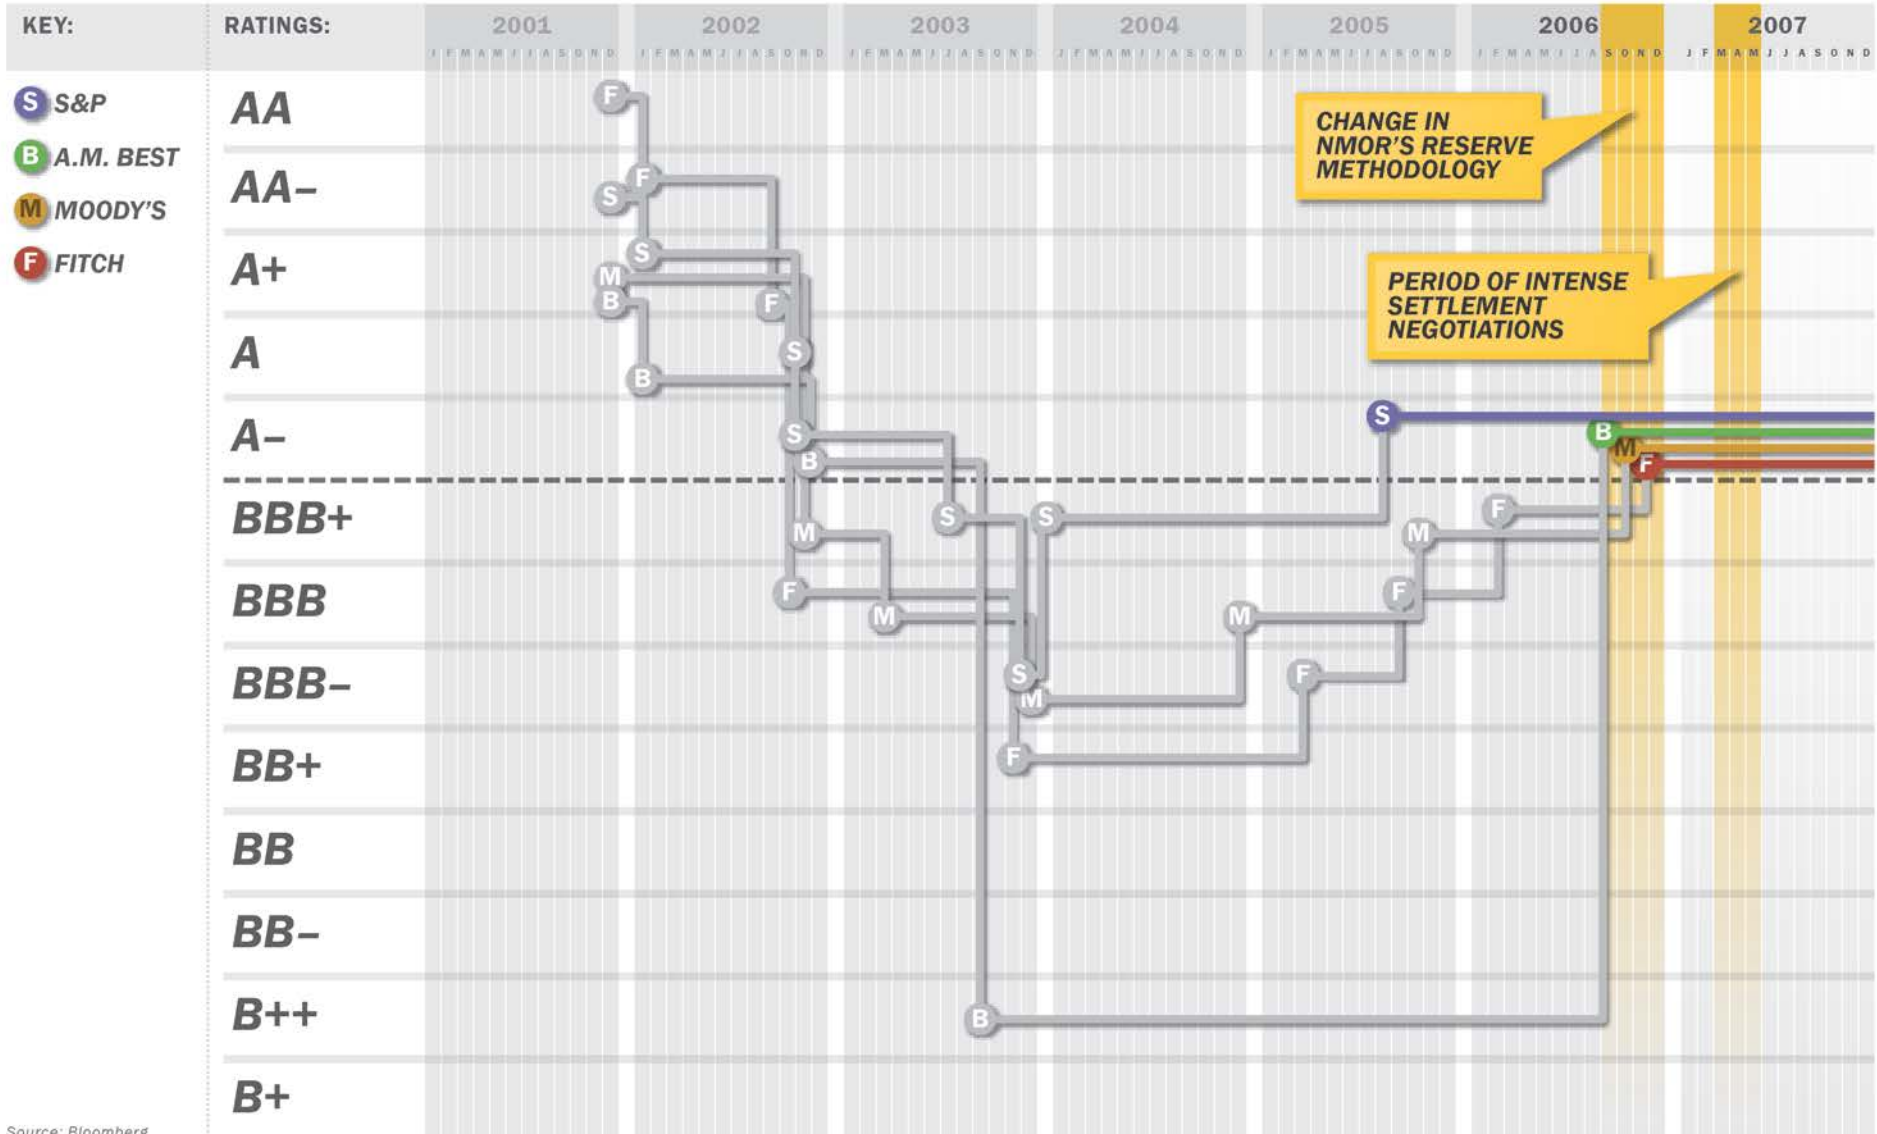 KEY:
RATINGS:
2001
2002
2003
2004
2005
2006
2007
J F M A M J J A S O N D
J F M A M J J A S O N D
J F M A M J J A S O N D
J F M A M J J A S O N D
J F M A M J J A S O N D
J F M A M J J A S O N D
J F M A M J J A S O N D
S S&P
B A.M. BEST
M MOODY'S
F FITCH
AA
AA–
A+
A
A–
BBB+
BBB
BBB–
BB+
BB
BB–
B++
B+
F
F
S
S
M
B
F
S
B
S
B
S
S
M
F
M
S
M
F
B
M
F
F
M
F
S
B
M
F
CHANGE IN
NMOR'S RESERVE
METHODOLOGY
PERIOD OF INTENSE
SETTLEMENT
NEGOTIATIONS
Source: Bloomberg